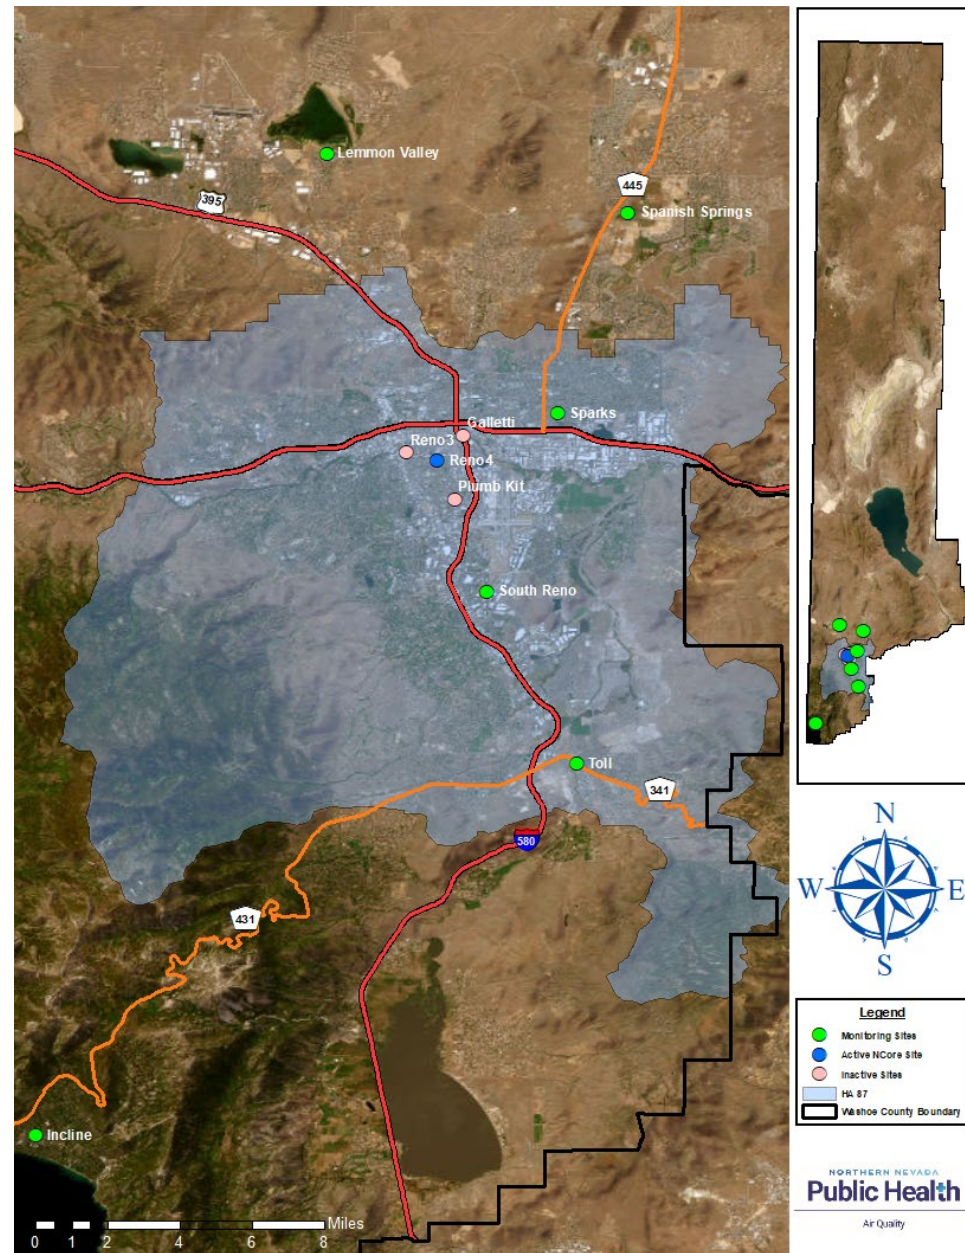 Lemmon Valley
395
445
Spanish Springs
Sparks
Galletti
Reno3
Reno4
Plumb Kit
South Reno
Toll
341
580
431
Incline
Miles
0 1 2 4 6 8
N
W E
S
Legend
Monitoring Sites
Active NCore Site
Inactive Sites
HA 87
Washoe County Boundary
NORTHERN NEVADA
Public Health
Air Quality